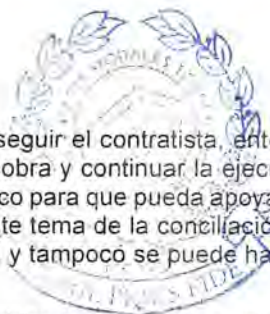 seguir el contratista, ent
obra y continuar la ejec
co para que pueda apoya
te tema de la conciliació
y tampoco se puede ha